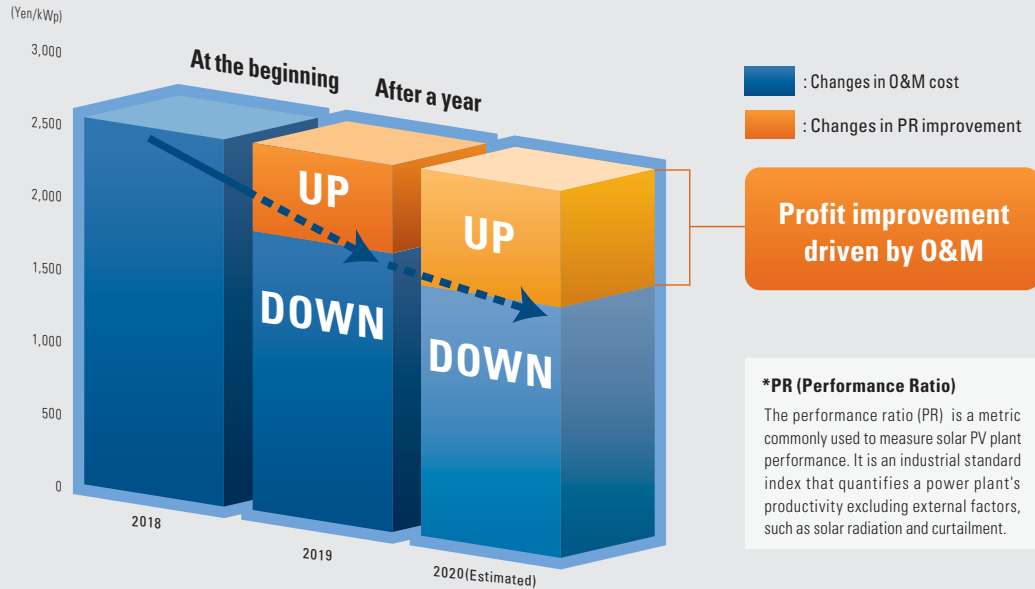 (Yen/kWp)
3,000
2,500
2,000
1,500
1,000
500
0
At the beginning
After a year
UP
DOWN
UP
DOWN
2018
2019
2020(Estimated)
: Changes in O&M cost
: Changes in PR improvement
Profit improvement
driven by O&M
*PR (Performance Ratio)
The performance ratio (PR) is a metric
commonly used to measure solar PV plant
performance. It is an industrial standard
index that quantifies a power plant's
productivity excluding external factors,
such as solar radiation and curtailment.